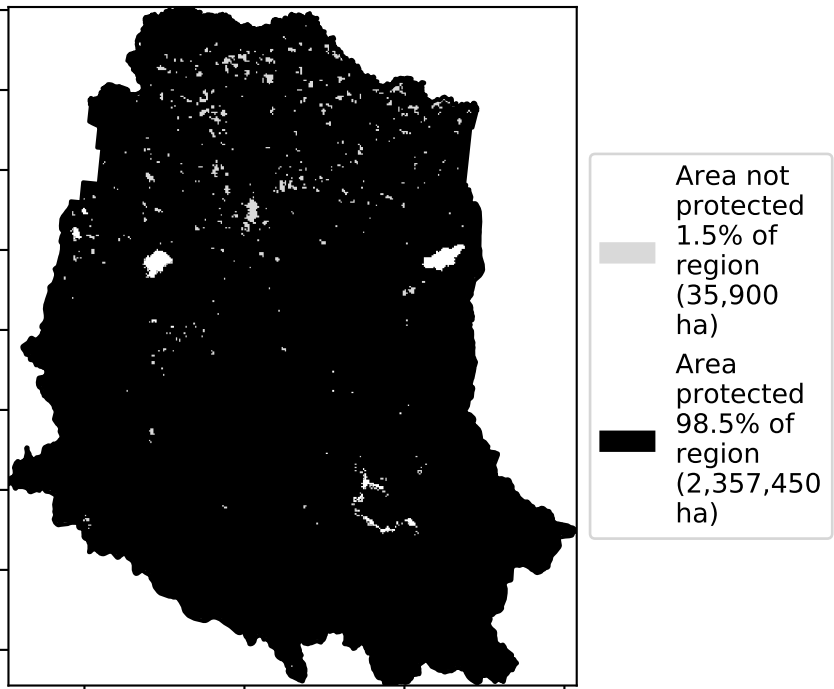 Area not
protected
1.5% of
region
(35,900
ha)
Area
protected
98.5% of
region
(2,357,450
ha)